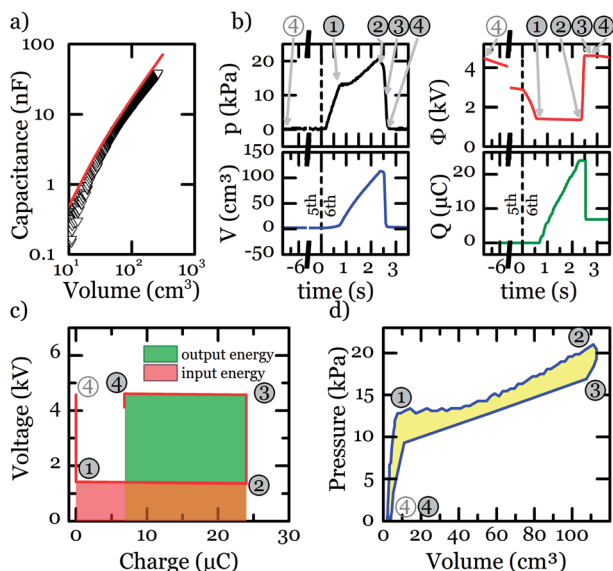 a)
Capacitance (nF)
100
10
1
0.1
10¹
10²
10³
Volume (cm³)
b)
④ ① ② ③ ④
p (kPa)
20
10
0
V (cm³)
150
100
50
0
-50
5th
6th
-6 0 1 2 3
time (s)
④ ① ② ③ ④
Φ (kV)
4
2
0
Q (µC)
20
10
0
5th
6th
-6 0 1 2 3
time (s)
c)
Voltage (kV)
8
6
4
2
0
output energy
input energy
④ ④ ③
① ②
0 10 20 30
Charge (µC)
d)
Pressure (kPa)
20
15
10
5
0
②
① ③
④ ④
0 40 80 120
Volume (cm³)